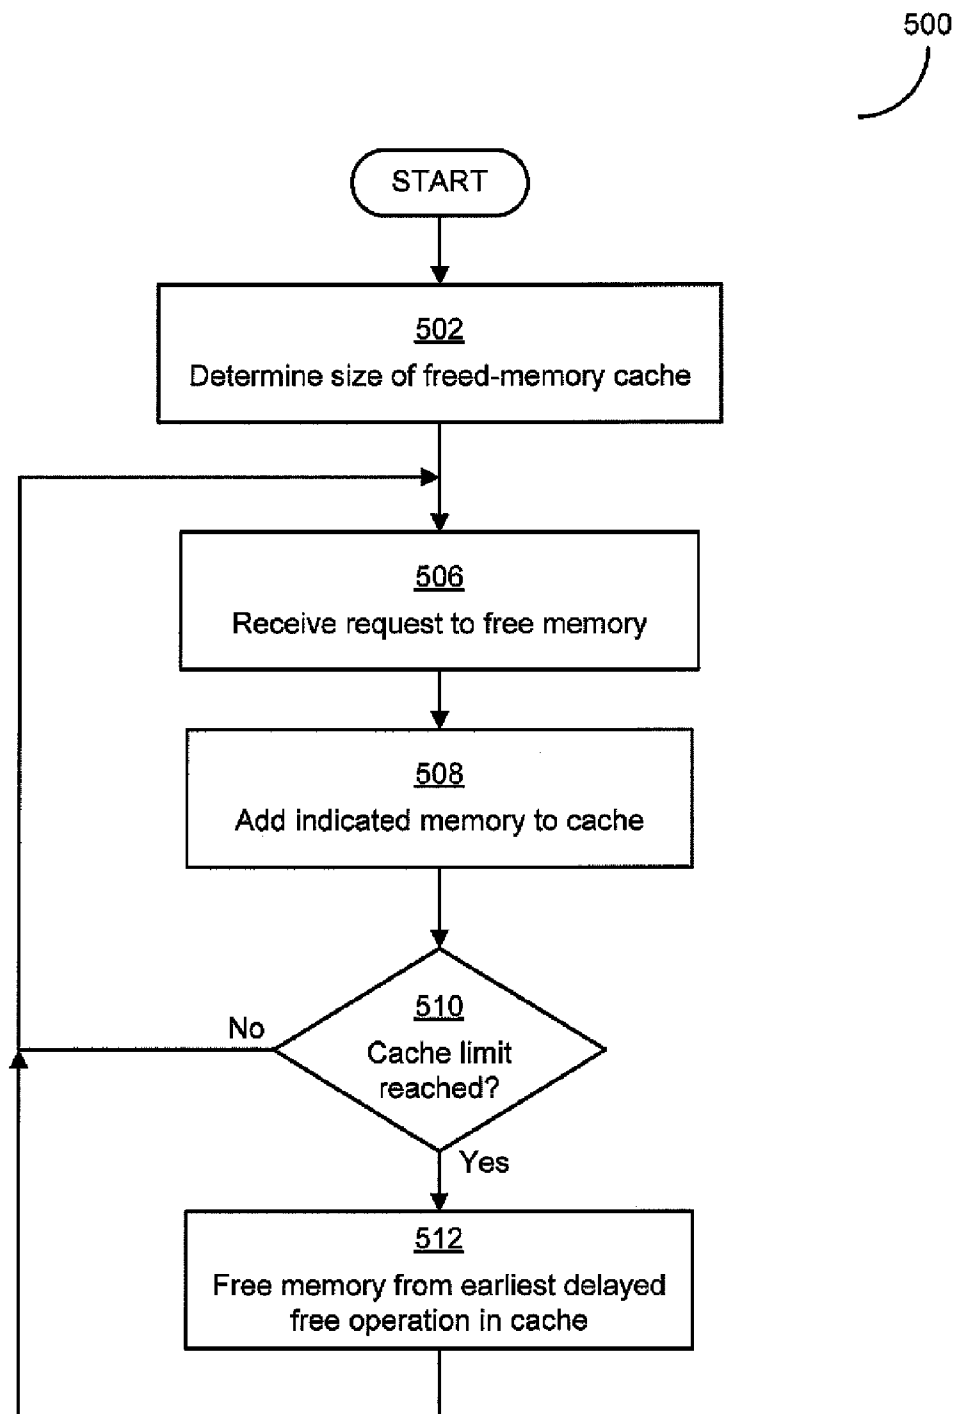 500
START
502
Determine size of freed-memory cache
506
Receive request to free memory
508
Add indicated memory to cache
510
Cache limit
reached?
No
Yes
512
Free memory from earliest delayed
free operation in cache